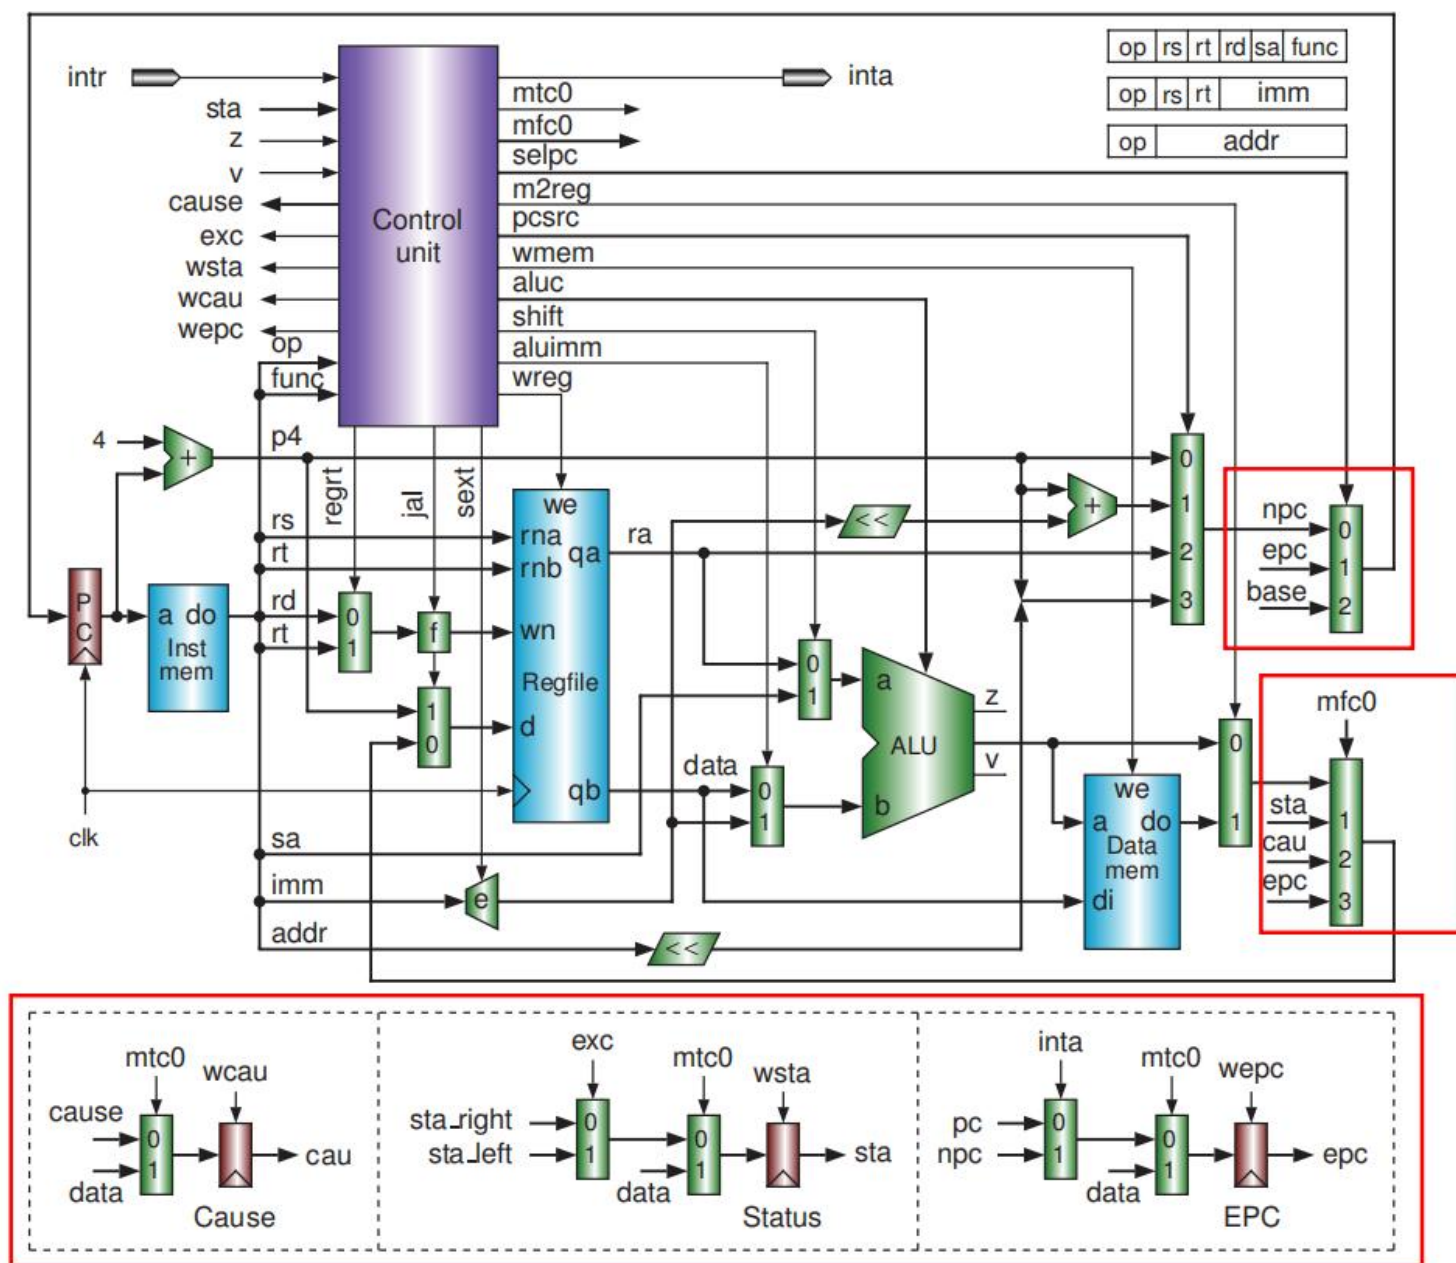 op rs rt rd sa func
intr
inta
sta
mtc0
op rs rt imm
z
mfc0
op addr
v
selpc
cause
m2reg
Control
unit
pcsrc
exc
wmem
wsta
aluc
wcau
shift
wepc
aluimm
op
wreg
func
4
+
p4
regrt
jal
sext
0
1
2
3
<<
+
rs
rt
rd
rt
we
rna
qa
rnb
wn
Regfile
d
qb
ra
npc
epc
base
0
1
2
PC
a do
Inst
mem
0
1
f
1
0
clk
0
1
a
ALU
b
z
v
data
0
1
0
1
mfc0
we
a do
Data
mem
di
sta
cau
epc
1
2
3
sa
imm
e
addr
<<
mtc0
wcau
cause
0
1
data
cau
Cause
exc
mtc0
wsta
sta_right
sta_left
0
1
0
1
data
sta
Status
inta
mtc0
wepc
pc
npc
0
1
0
1
data
epc
EPC